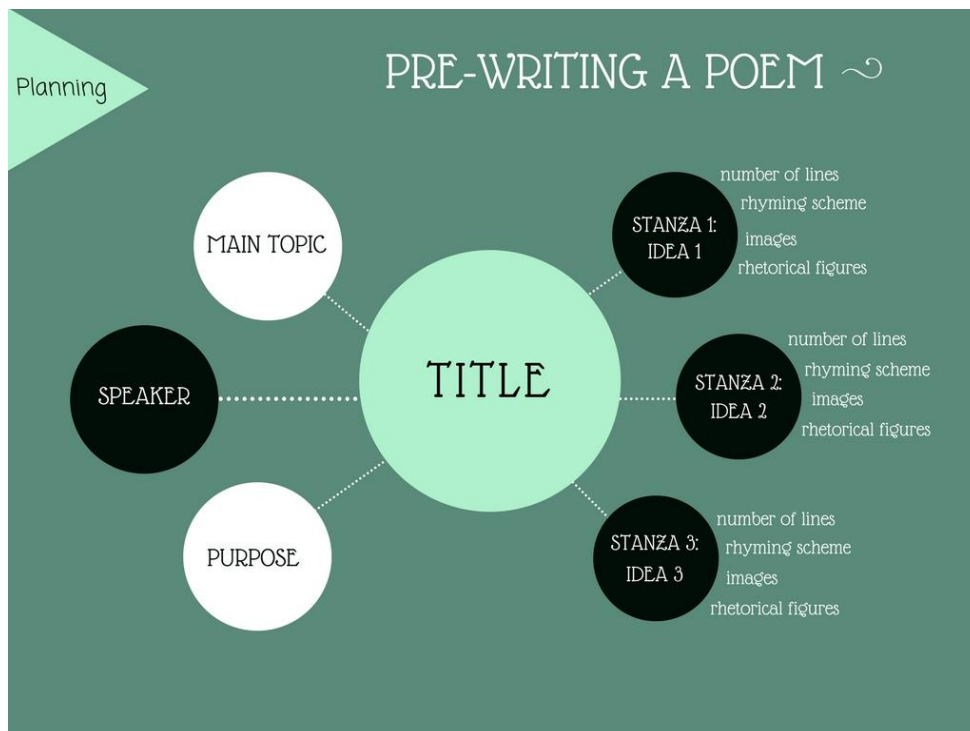 Planning
PRE-WRITING A POEM
MAIN TOPIC
SPEAKER
PURPOSE
TITLE
STANZA 1:
IDEA 1
number of lines
rhyming scheme
images
rhetorical figures
STANZA 2:
IDEA 2
number of lines
rhyming scheme
images
rhetorical figures
STANZA 3:
IDEA 3
number of lines
rhyming scheme
images
rhetorical figures